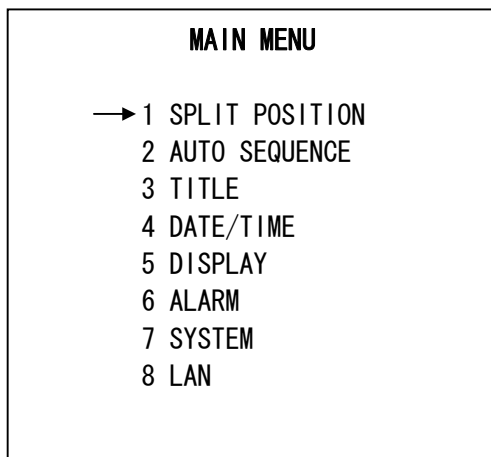 MAIN MENU
1 SPLIT POSITION
2 AUTO SEQUENCE
3 TITLE
4 DATE/TIME
5 DISPLAY
6 ALARM
7 SYSTEM
8 LAN